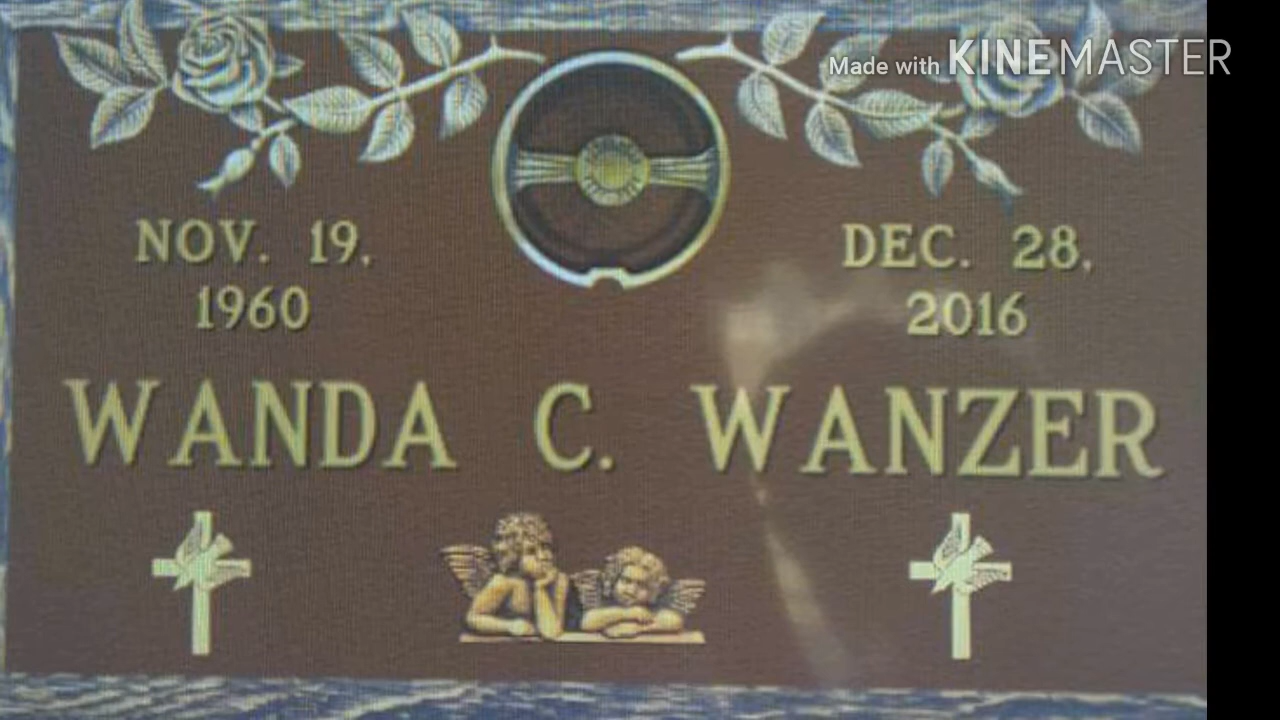 Made with KINEMASTER
NOV. 19,
1960
DEC. 28,
2016
WANDA C. WANZER